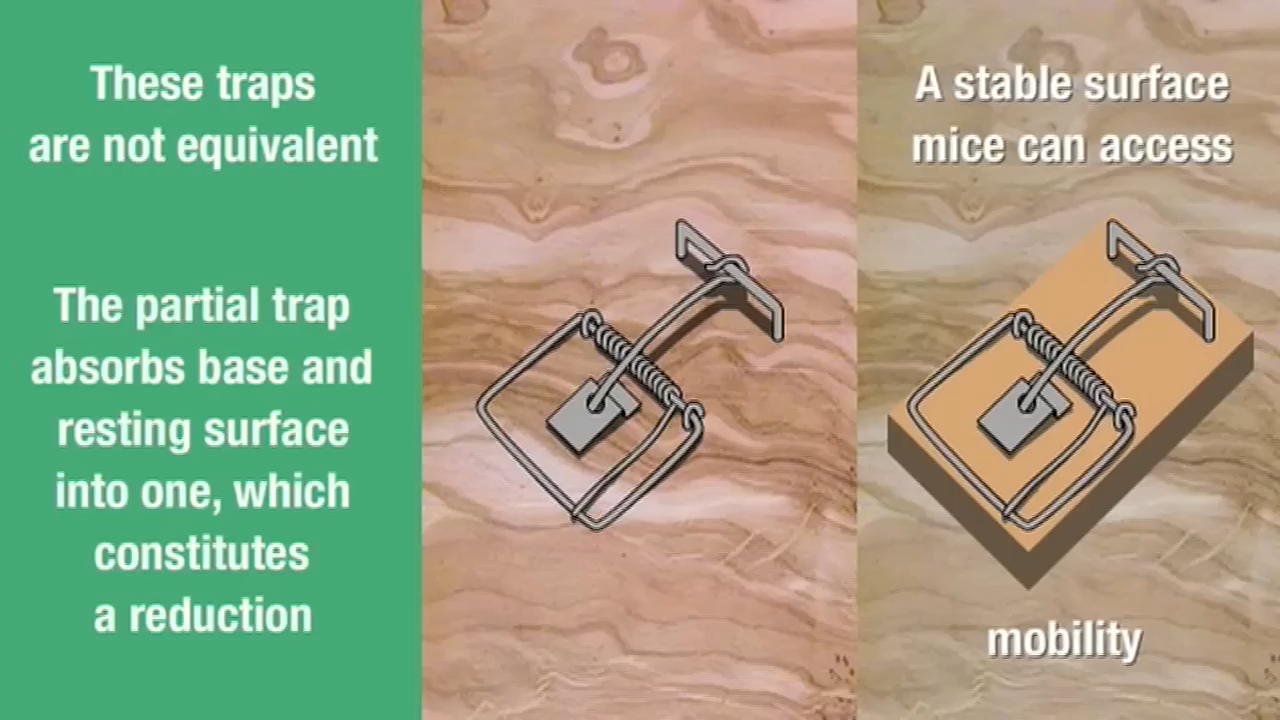 These traps
are not equivalent
The partial trap
absorbs base and
resting surface
into one, which
constitutes
a reduction
A stable surface
mice can access
mobility